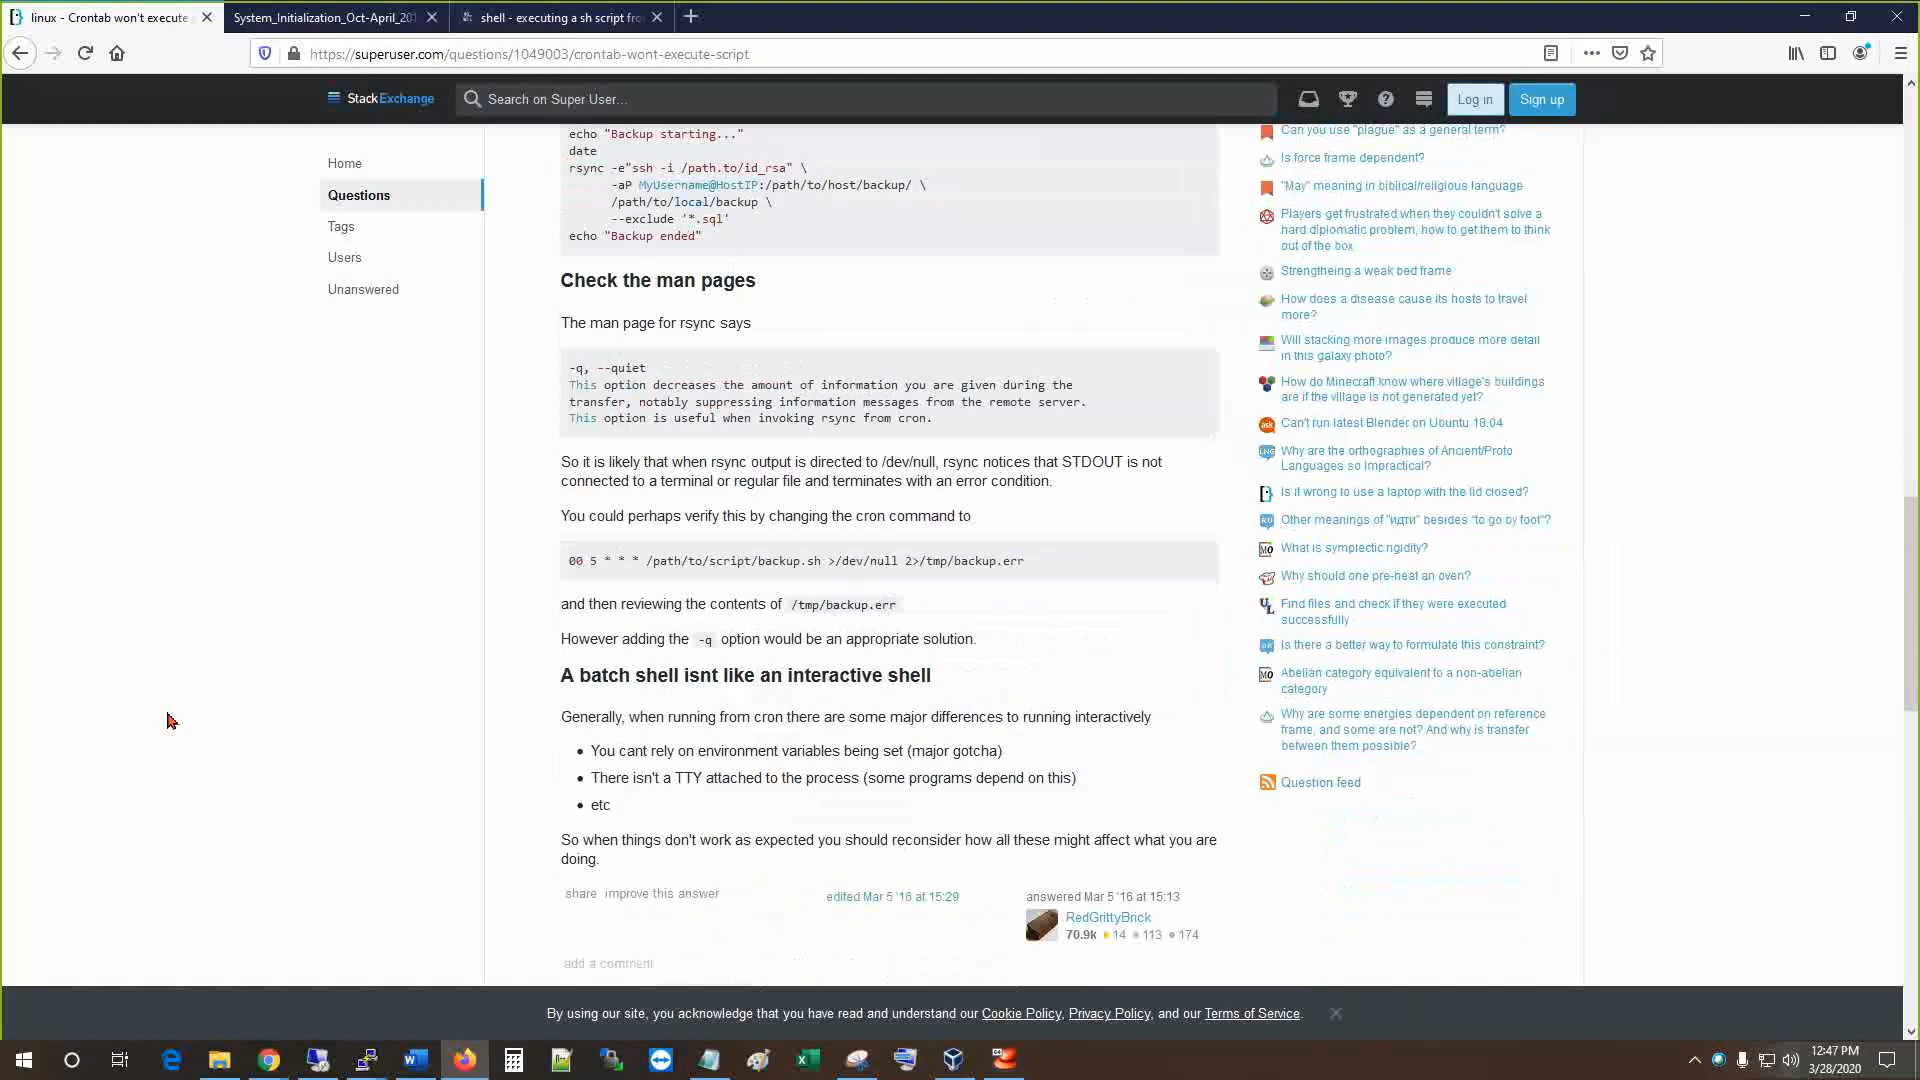 linux - Crontab won't execute
System_Initialization_Oct-April_201
shell - executing a sh script fro
https://superuser.com/questions/1049003/crontab-wont-execute-script
StackExchange
Search on Super User...
Log in
Sign up
Home
Questions
Tags
Users
Unanswered
echo "Backup starting..."
date
rsync -e"ssh -i /path.to/id_rsa" \
-aP MyUsername@HostIP:/path/to/host/backup/ \
/path/to/local/backup \
--exclude '*.sql'
echo "Backup ended"
Check the man pages
The man page for rsync says
-q, --quiet
This option decreases the amount of information you are given during the
transfer, notably suppressing information messages from the remote server.
This option is useful when invoking rsync from cron.
So it is likely that when rsync output is directed to /dev/null, rsync notices that STDOUT is not
connected to a terminal or regular file and terminates with an error condition.
You could perhaps verify this by changing the cron command to
00 5 * * * /path/to/script/backup.sh >/dev/null 2>/tmp/backup.err
and then reviewing the contents of /tmp/backup.err
However adding the -q option would be an appropriate solution.
A batch shell isnt like an interactive shell
Generally, when running from cron there are some major differences to running interactively
• You cant rely on environment variables being set (major gotcha)
• There isn't a TTY attached to the process (some programs depend on this)
• etc
So when things don't work as expected you should reconsider how all these might affect what you are
doing.
share improve this answer
edited Mar 5 '16 at 15:29
answered Mar 5 '16 at 15:13
RedGrittyBrick
70.9k 14 113 174
add a comment
Can you use "plague" as a general term?
Is force frame dependent?
"May" meaning in biblical/religious language
Players get frustrated when they couldn't solve a
hard diplomatic problem, how to get them to think
out of the box
Strengtheing a weak bed frame
How does a disease cause its hosts to travel
more?
Will stacking more images produce more detail
in this galaxy photo?
How do Minecraft know where village's buildings
are if the village is not generated yet?
Can't run latest Blender on Ubuntu 18.04
Why are the orthographies of Ancient/Proto
Languages so Impractical?
Is it wrong to use a laptop with the lid closed?
Other meanings of "идти" besides "to go by foot"?
What is symplectic rigidity?
Why should one pre-heat an oven?
Find files and check if they were executed
successfully
Is there a better way to formulate this constraint?
Abelian category equivalent to a non-abelian
category
Why are some energies dependent on reference
frame, and some are not? And why is transfer
between them possible?
Question feed
By using our site, you acknowledge that you have read and understand our Cookie Policy, Privacy Policy, and our Terms of Service.
12:47 PM
3/28/2020